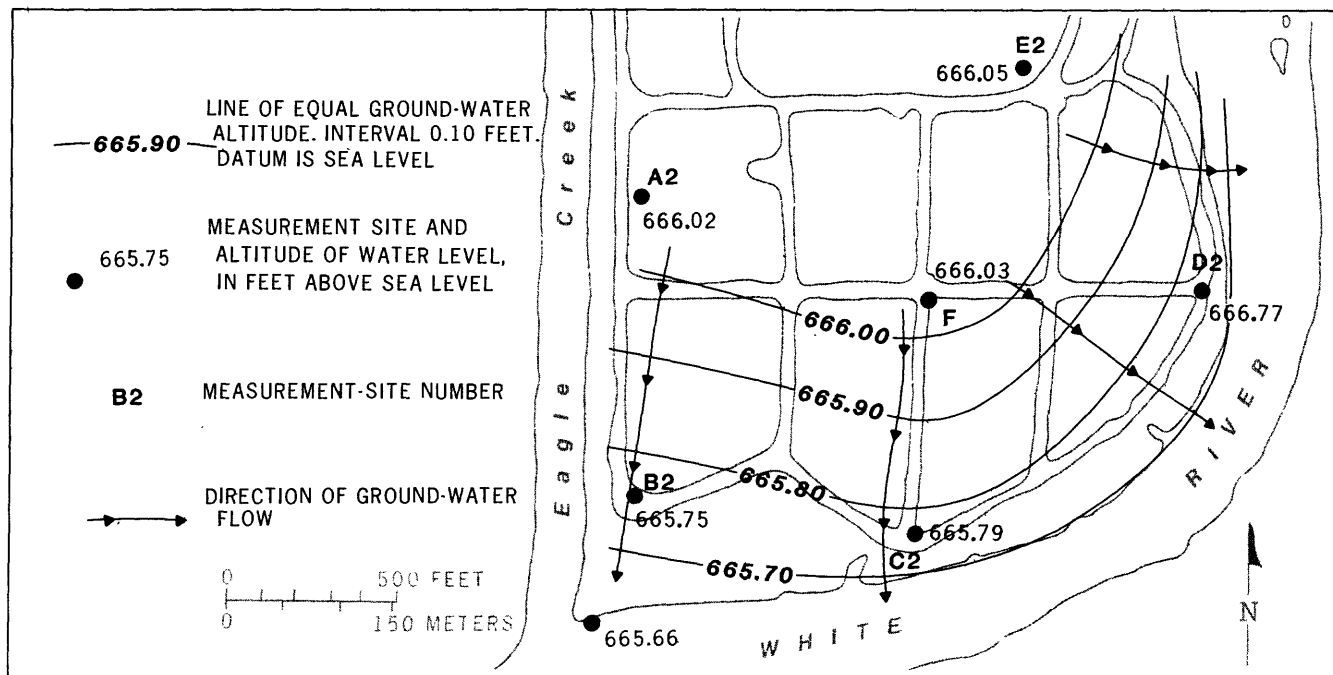 LINE OF EQUAL GROUND-WATER
665.90
ALTITUDE. INTERVAL 0.10 FEET.
DATUM IS SEA LEVEL
665.75
MEASUREMENT SITE AND
ALTITUDE OF WATER LEVEL,
IN FEET ABOVE SEA LEVEL
B2
MEASUREMENT-SITE NUMBER
DIRECTION OF GROUND-WATER
FLOW
0 500 FEET
0 150 METERS
Eagle Creek
E2
666.05
A2
666.02
666.03
D2
666.77
F
666.00
665.90
665.80
B2
665.75
665.79
C2
665.70
665.66
WHITE RIVER
N